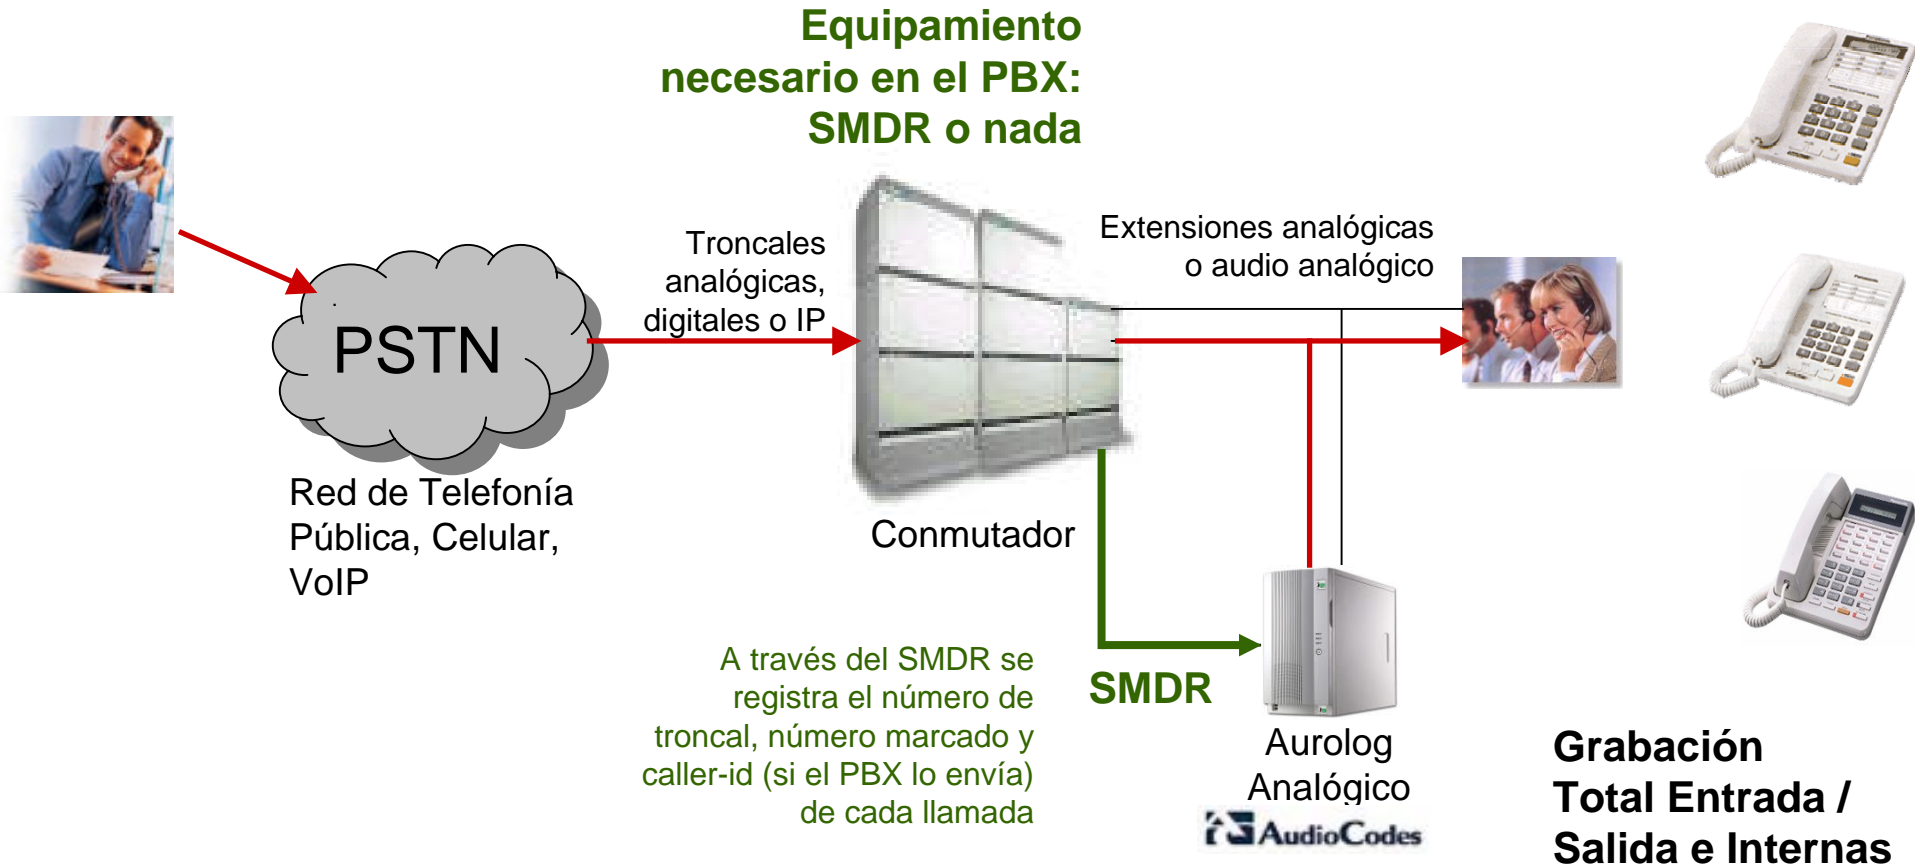 Equipamiento
necesario en el PBX:
SMDR o nada
Troncales
analógicas,
digitales o IP
Extensiones analógicas
o audio analógico
PSTN
Red de Telefonía
Pública, Celular,
VoIP
Conmutador
A través del SMDR se
registra el número de
troncal, número marcado y
caller-id (si el PBX lo envía)
de cada llamada
SMDR
Aurolog
Analógico
AudioCodes
Grabación
Total Entrada /
Salida e Internas